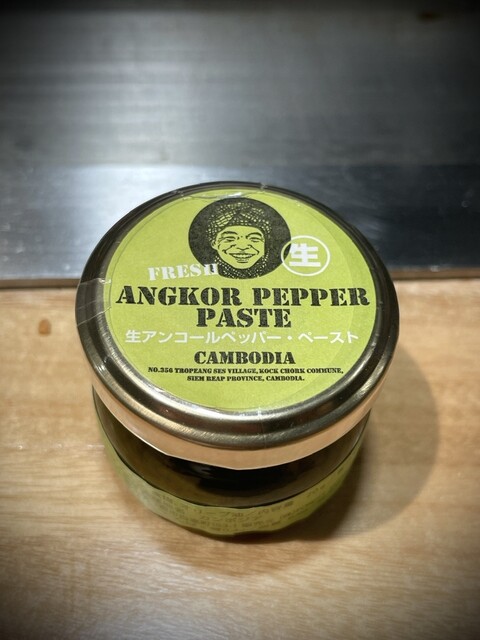 生
FRESH
ANGKOR PEPPER
PASTE
生アンコールペッパー・ペースト
CAMBODIA
NO.356 TROPEANG SES VILLAGE, KOCK CHORK COMMUNE,
SIEM REAP PROVINCE, CAMBODIA.